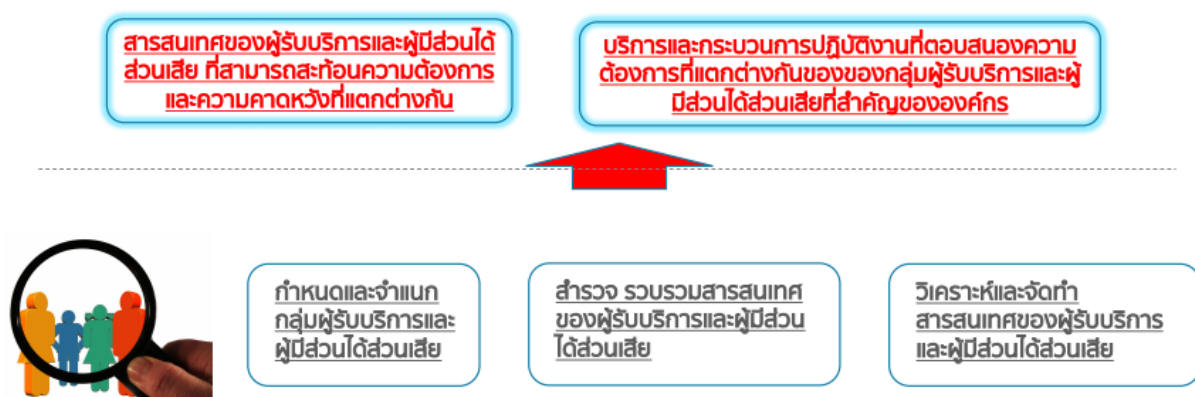 สารสนเทศของผู้รับบริการและผู้มีส่วนได้
ส่วนเสีย ที่สามารถสะท้อนความต้องการ
และความคาดหวังที่แตกต่างกัน
บริการและกระบวนการปฏิบัติงานที่ตอบสนองความ
ต้องการที่แตกต่างกันของของกลุ่มผู้รับบริการและผู้
มีส่วนได้ส่วนเสียที่สำคัญขององค์กร
กำหนดและจำแนก
กลุ่มผู้รับบริการและ
ผู้มีส่วนได้ส่วนเสีย
สำรวจ รวบรวมสารสนเทศ
ของผู้รับบริการและผู้มีส่วน
ได้ส่วนเสีย
วิเคราะห์และจัดทำ
สารสนเทศของผู้รับบริการ
และผู้มีส่วนได้ส่วนเสีย